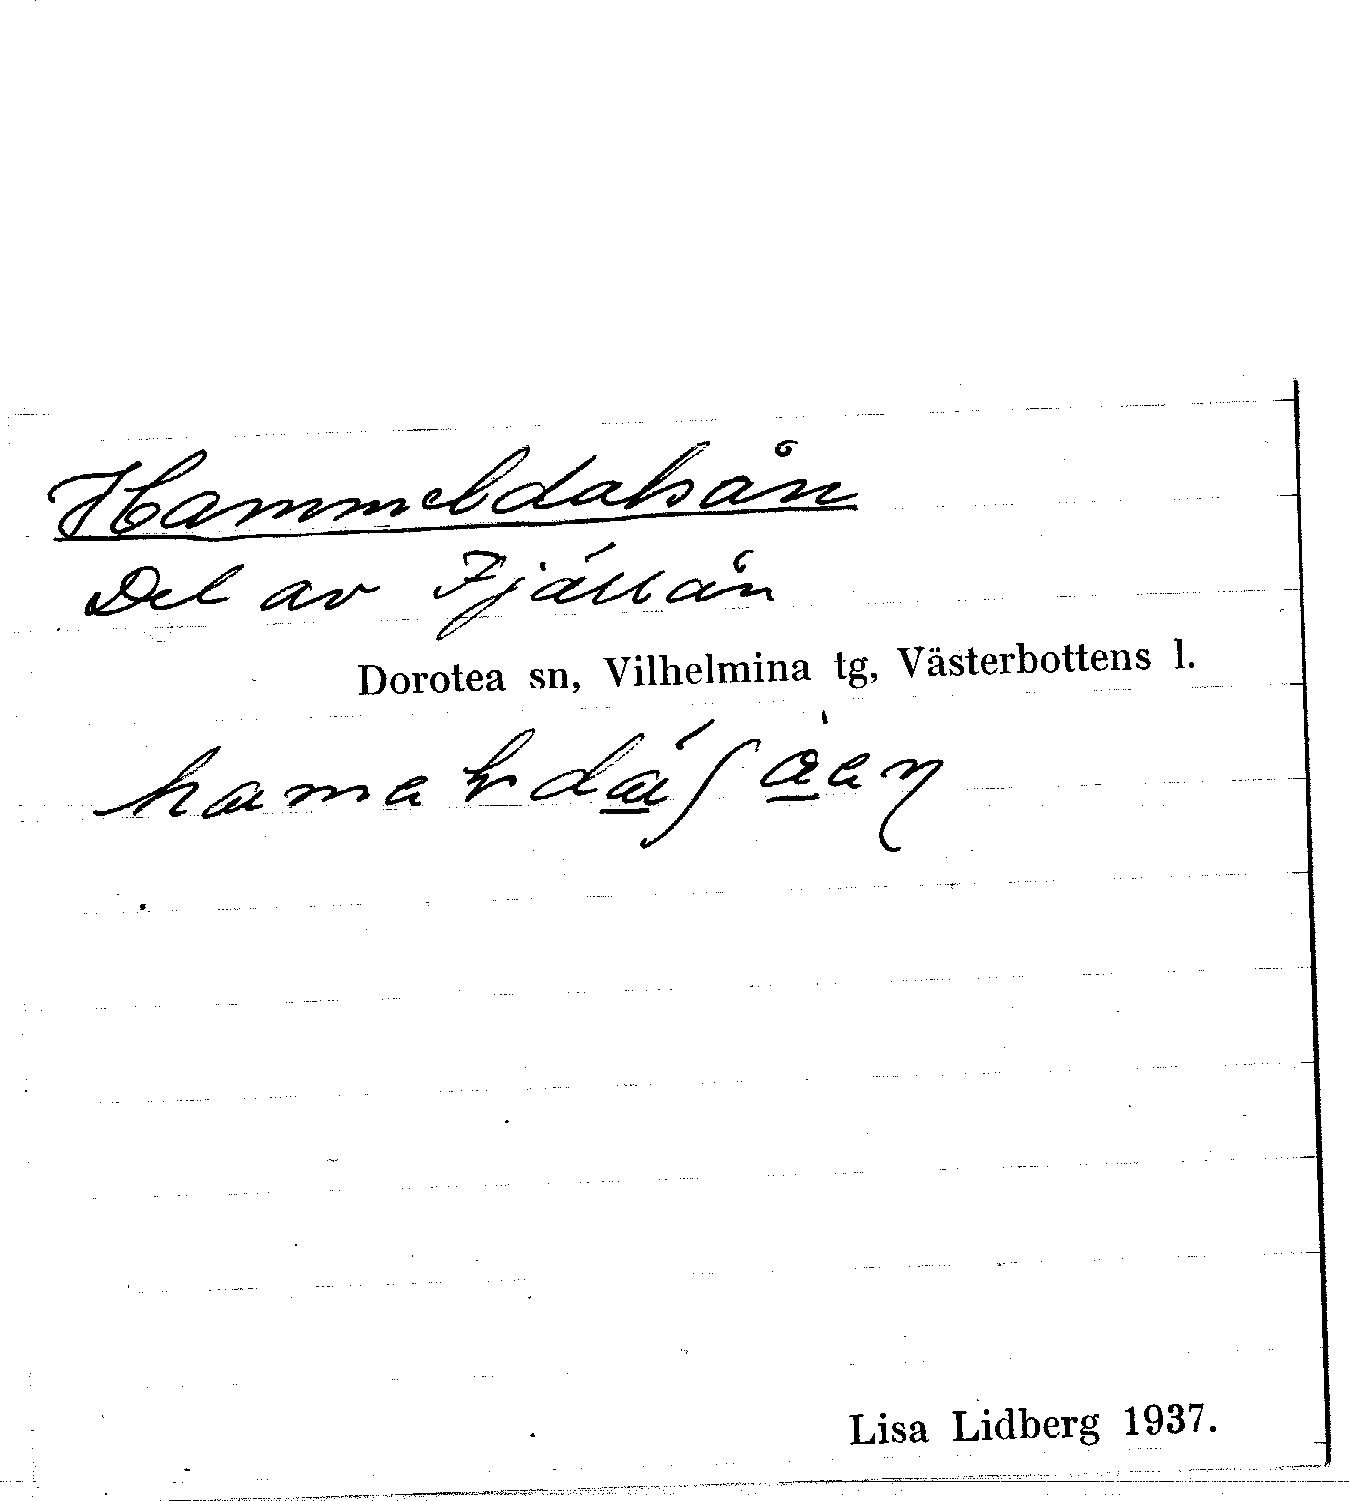 Hammeldalsån
Del av Fjällån
Dorotea sn, Vilhelmina tg, Västerbottens l.
Lisa Lidberg 1937.